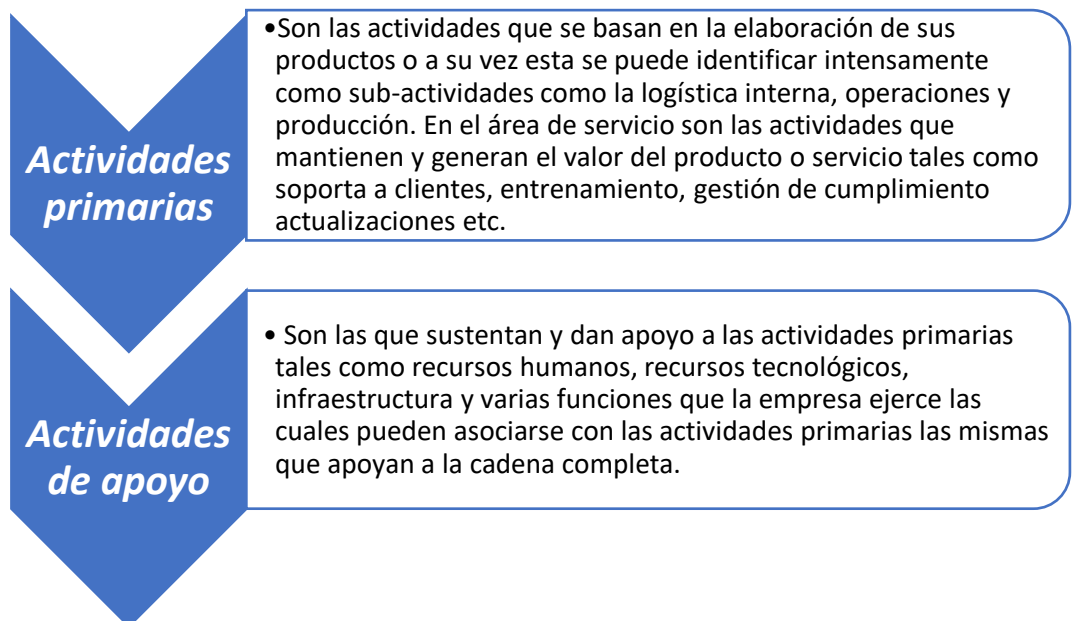 Actividades
primarias
•Son las actividades que se basan en la elaboración de sus
productos o a su vez esta se puede identificar intensamente
como sub-actividades como la logística interna, operaciones y
producción. En el área de servicio son las actividades que
mantienen y generan el valor del producto o servicio tales como
soporta a clientes, entrenamiento, gestión de cumplimiento
actualizaciones etc.
Actividades
de apoyo
• Son las que sustentan y dan apoyo a las actividades primarias
tales como recursos humanos, recursos tecnológicos,
infraestructura y varias funciones que la empresa ejerce las
cuales pueden asociarse con las actividades primarias las mismas
que apoyan a la cadena completa.